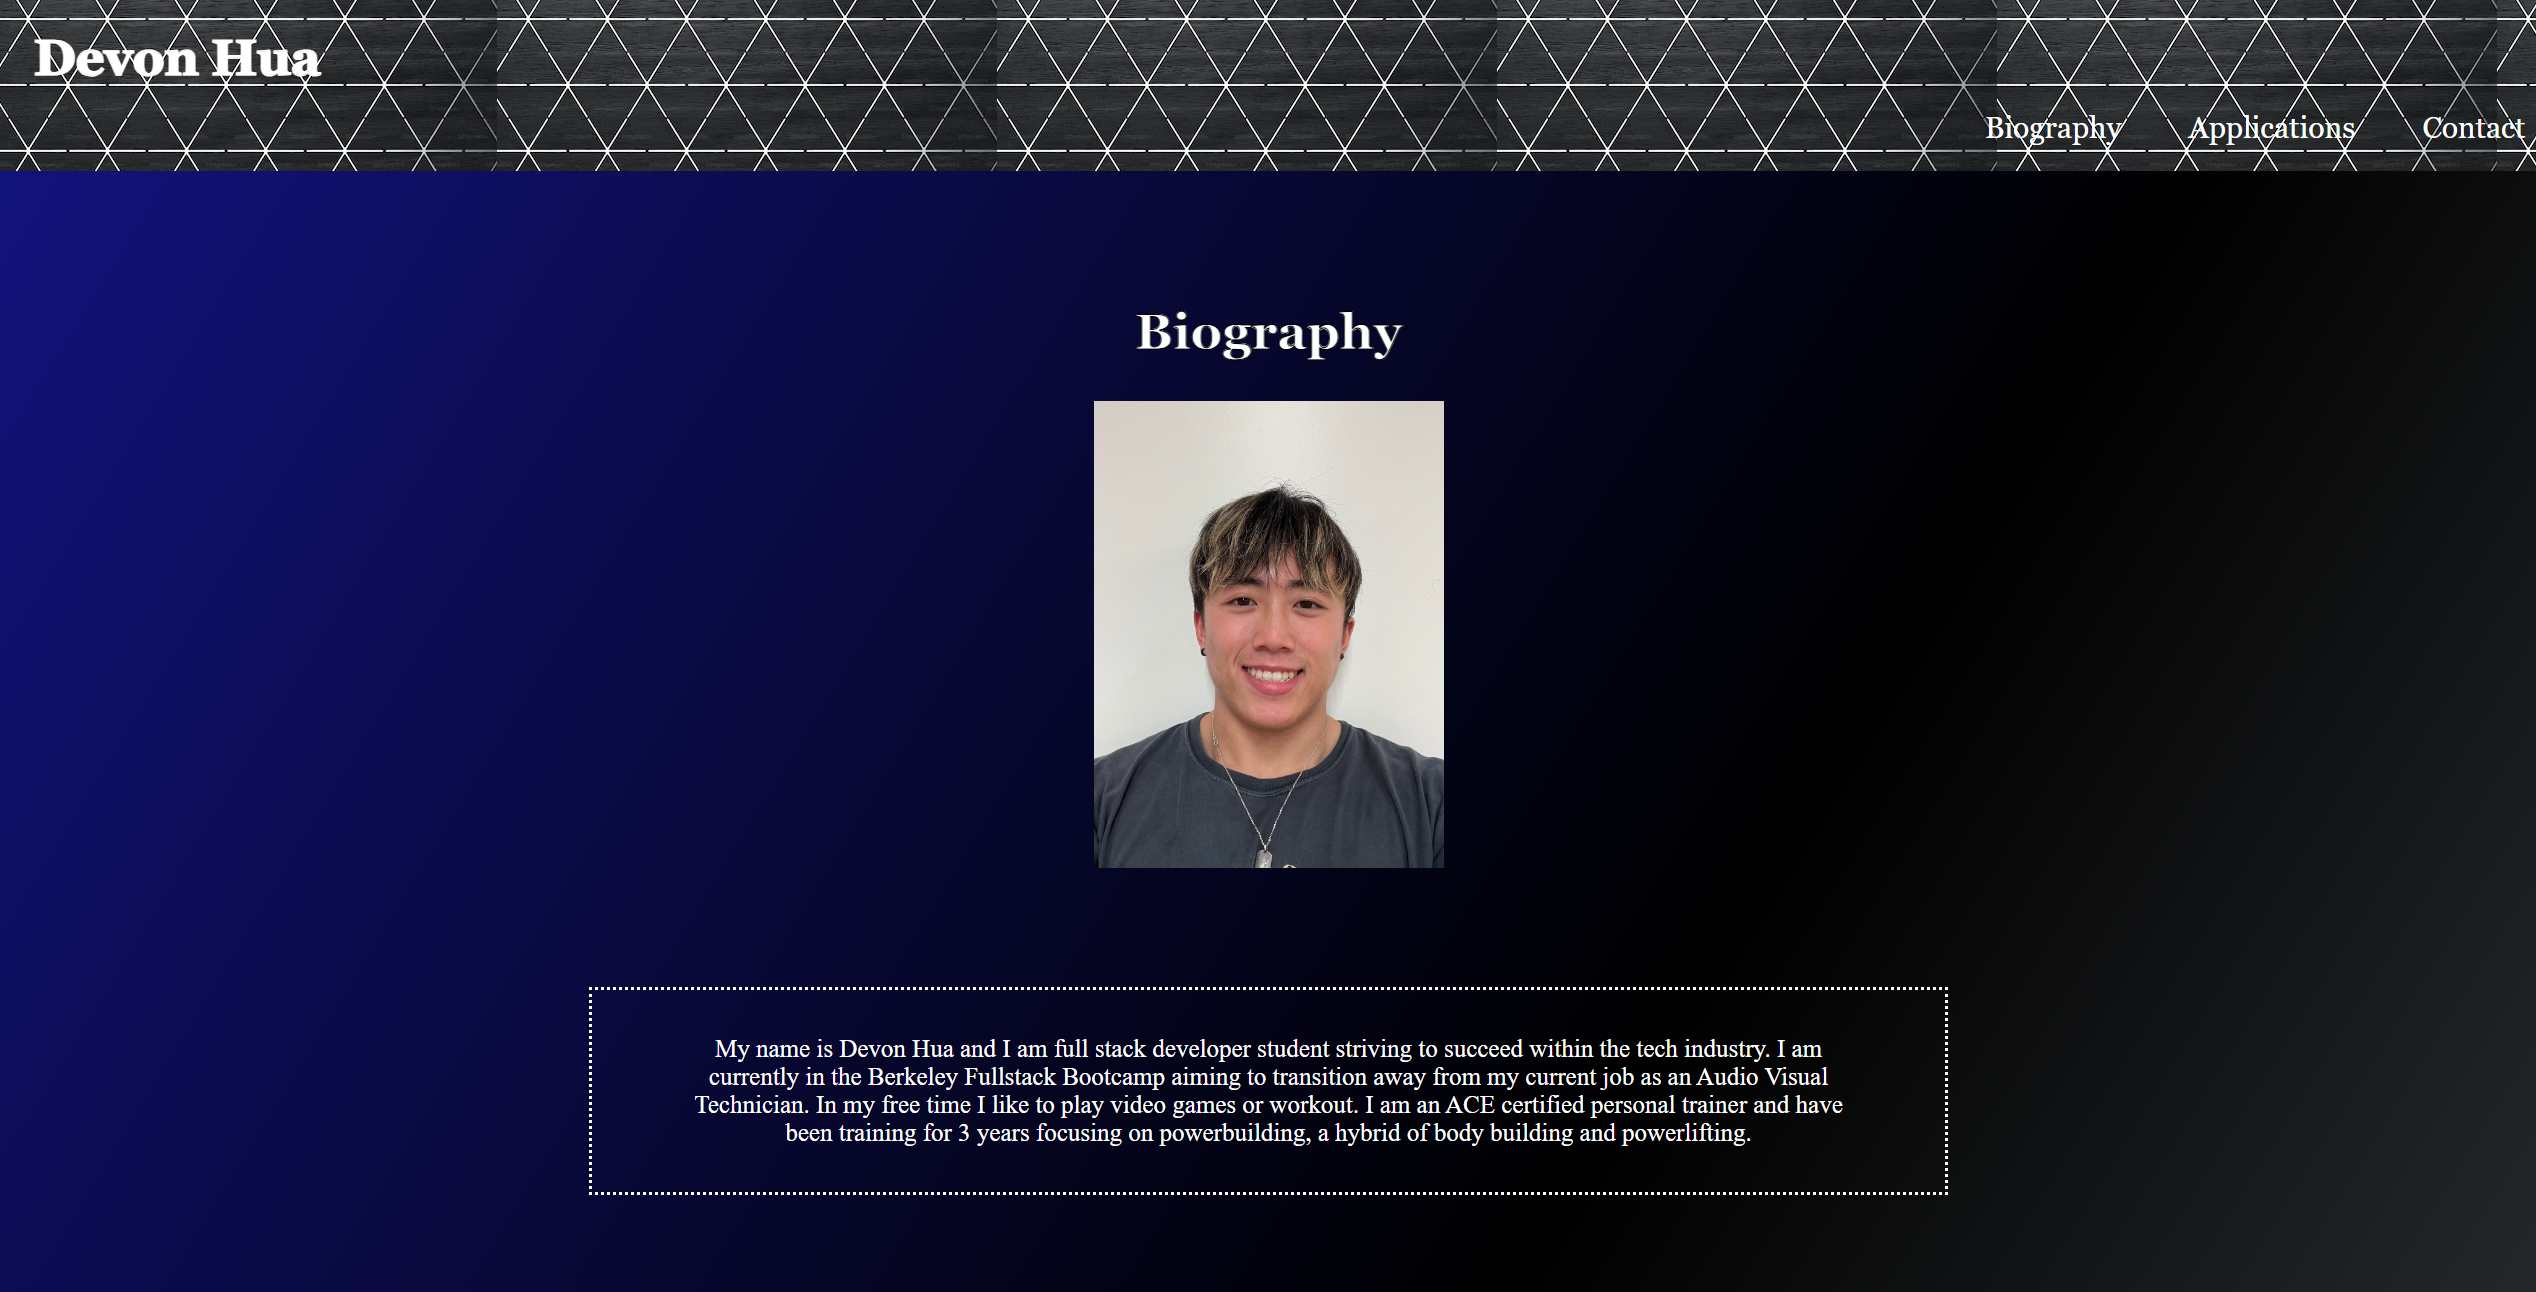 Devon Hua
Biography Applications Contact
Biography
My name is Devon Hua and I am full stack developer student striving to succeed within the tech industry. I am
currently in the Berkeley Fullstack Bootcamp aiming to transition away from my current job as an Audio Visual
Technician. In my free time I like to play video games or workout. I am an ACE certified personal trainer and have
been training for 3 years focusing on powerbuilding, a hybrid of body building and powerlifting.